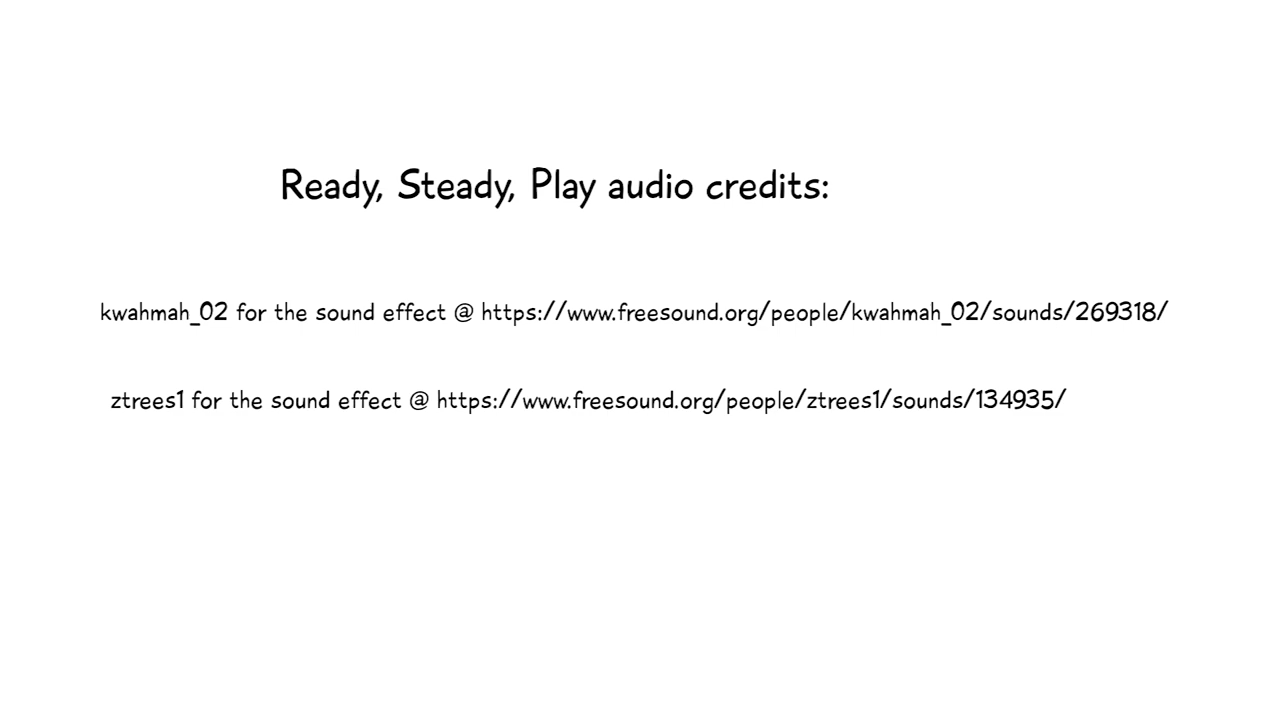 Ready, Steady, Play audio credits:
kwahmah_02 for the sound effect @ https://www.freesound.org/people/kwahmah_02/sounds/269318/
ztrees1 for the sound effect @ https://www.freesound.org/people/ztrees1/sounds/134935/